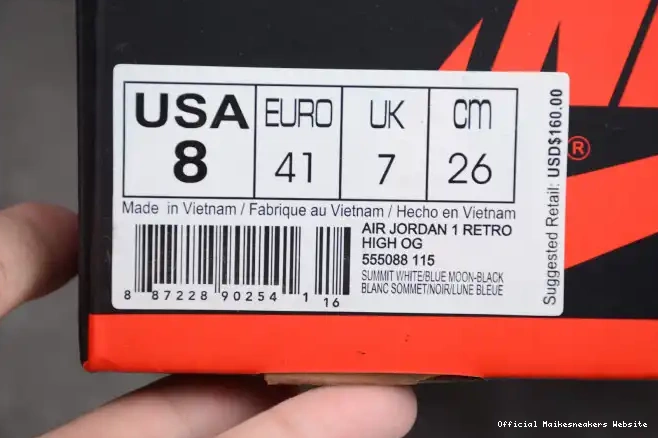 USA EURO UK cm
8 41 7 26
Made in Vietnam / Fabrique au Vietnam / Hecho en Vietnam
AIR JORDAN 1 RETRO
HIGH OG
555088 115
SUMMIT WHITE/BLUE MOON-BLACK
BLANC SOMMET/NOIR/LUNE BLEUE
8 87228 90254 1 16
Suggested Retail: USD$160.00
®
Official Maikesneakers Website